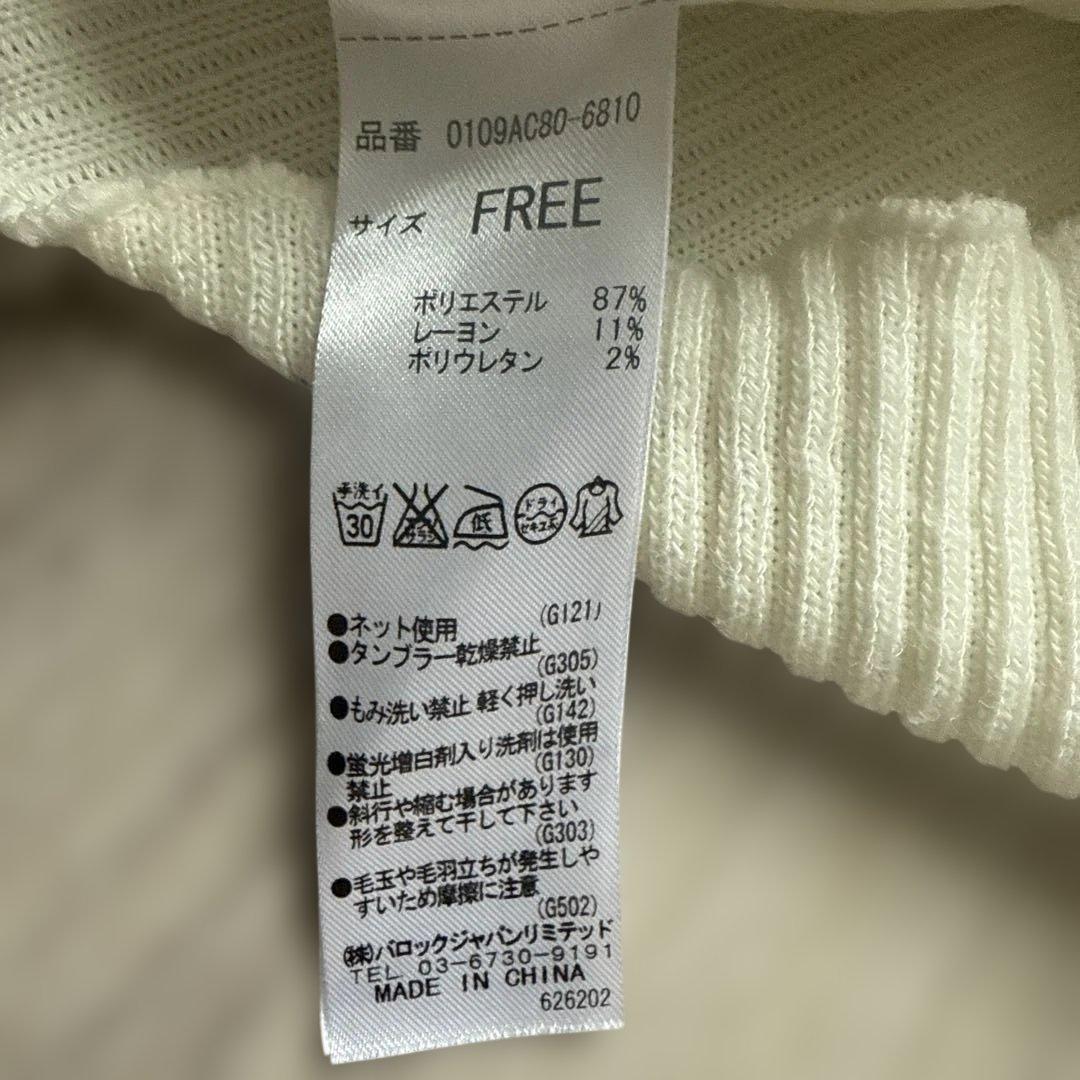 品番 0109AC80-6810
サイズ FREE
ポリエステル 87%
レーヨン 11%
ポリウレタン 2%
手洗イ 30
サラシ
低
ドライ
セキユ系
●ネット使用 (G121)
●タンブラー乾燥禁止
(G305)
●もみ洗い禁止 軽く押し洗い
(G142)
●蛍光増白剤入り洗剤は使用
禁止 (G130)
●斜行や縮む場合があります
形を整えて干して下さい
(G303)
●毛玉や毛羽立ちが発生しや
すいため摩擦に注意
(G502)
㈱バロックジャパンリミテッド
TEL 03-6730-9191
MADE IN CHINA
626202